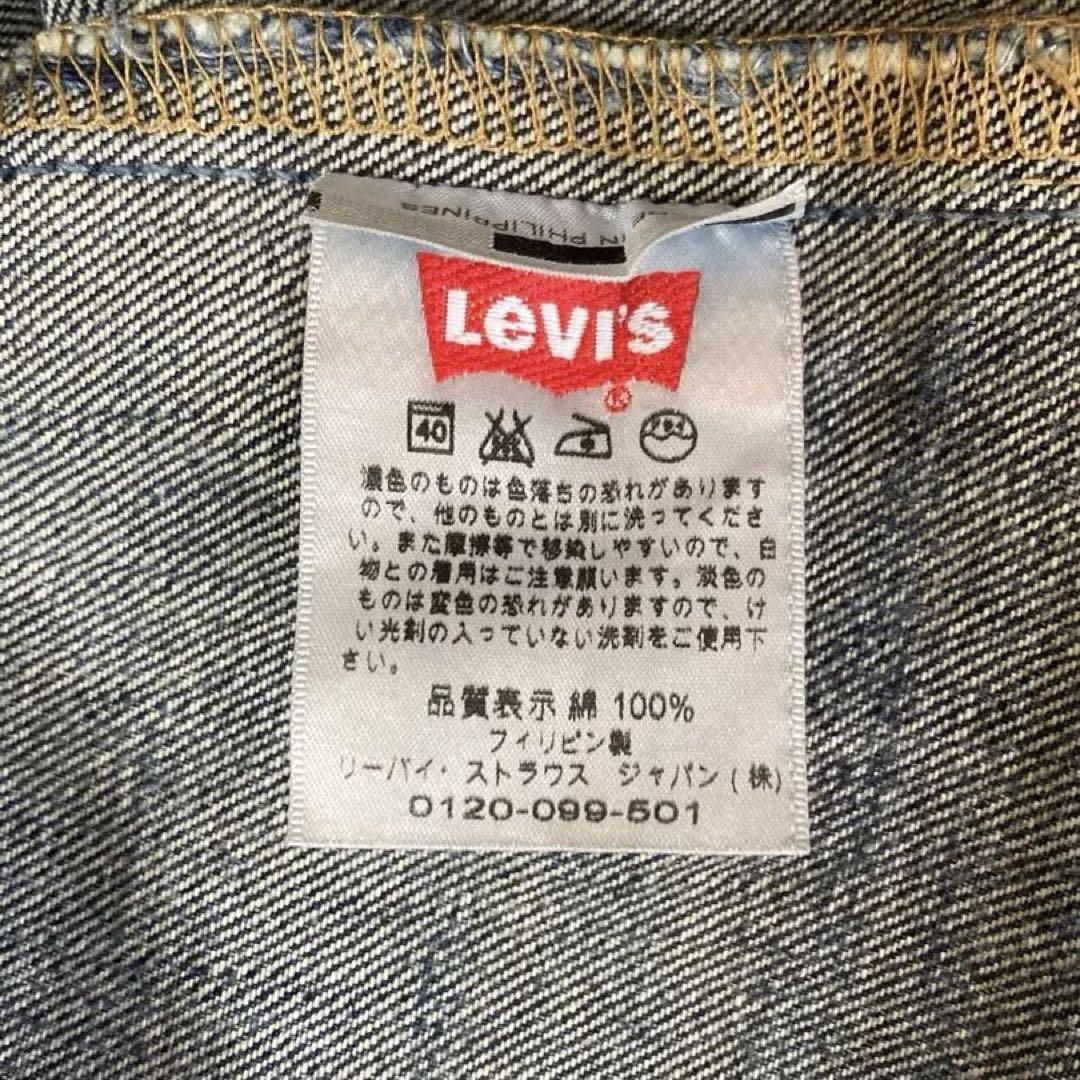 IN PHILIPPINES
Levi's
40
濃色のものは色落ちの恐れがあります
ので、他のものとは別に洗ってくださ
い。また摩擦等で移染しやすいので、白
物との着用はご注意願います。淡色の
ものは変色の恐れがありますので、け
い光剤の入っていない洗剤をご使用下
さい。
品質表示 綿 100%
フィリピン製
リーバイ・ストラウス ジャパン(株)
0120-099-501